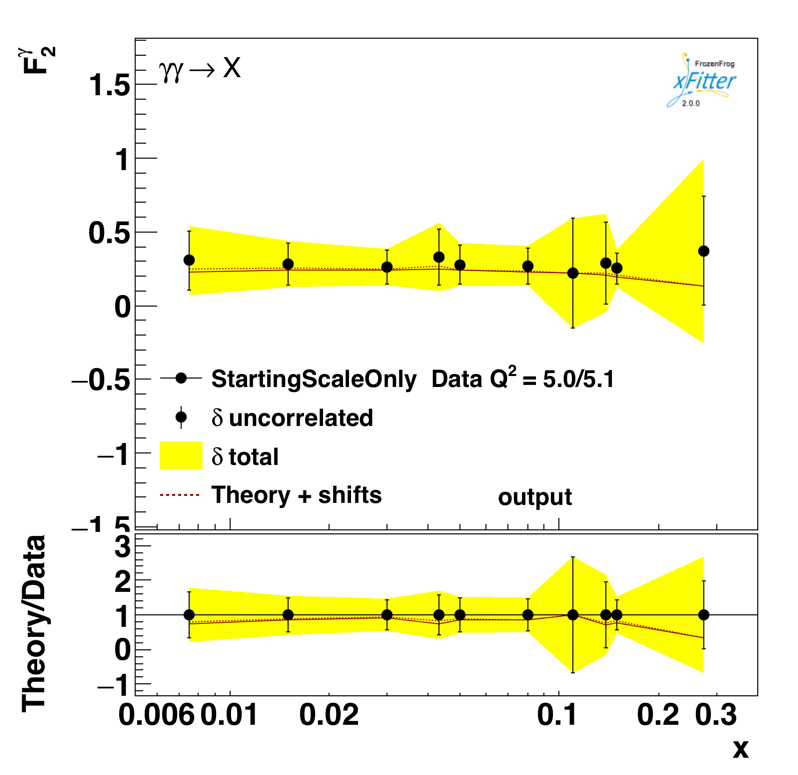 F₂^γ
γγ → X
FrozenFrog
xFitter
2.0.0
1.5
1
0.5
0
−0.5
−1
−1.5
StartingScaleOnly Data Q² = 5.0/5.1
δ uncorrelated
δ total
Theory + shifts
output
Theory/Data
3
2
1
0
−1
0.006 0.01 0.02 0.1 0.2 0.3
x